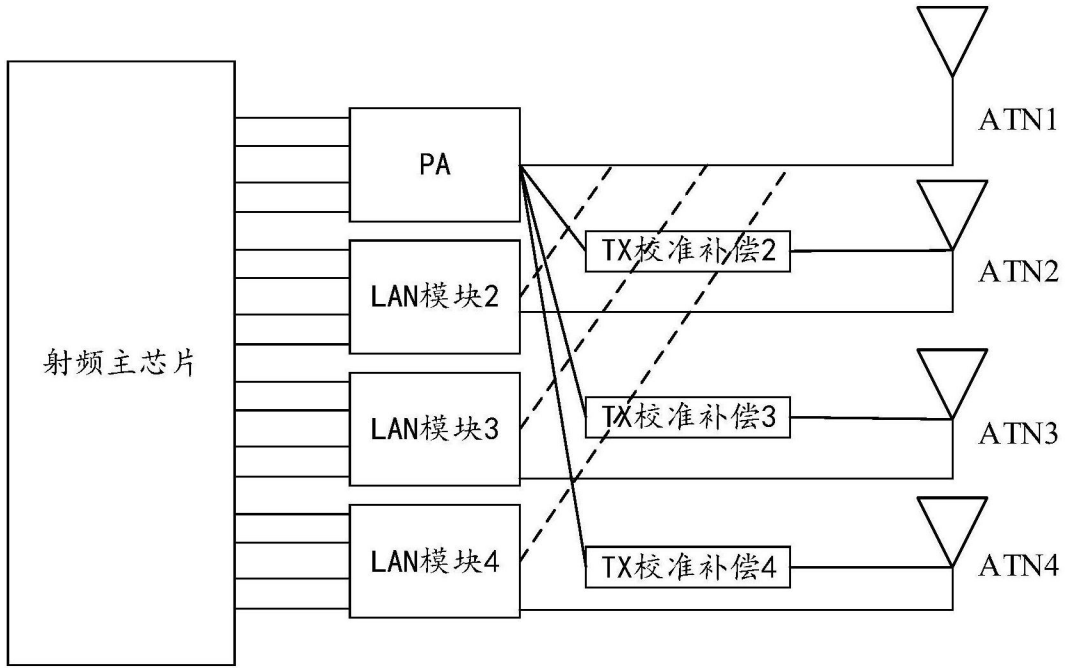 射频主芯片
PA
ATN1
TX校准补偿2
LAN模块2
ATN2
TX校准补偿3
LAN模块3
ATN3
TX校准补偿4
LAN模块4
ATN4